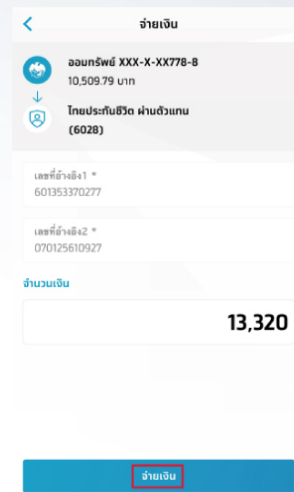 จ่ายเงิน
ออมทรัพย์ XXX-X-XX778-8
10,509.79 บาท
ไทยประกันชีวิต ผ่านตัวแทน
(6028)
เลขที่อ้างอิง1 *
601353370277
เลขที่อ้างอิง2 *
070125610927
จำนวนเงิน
13,320
จ่ายเงิน